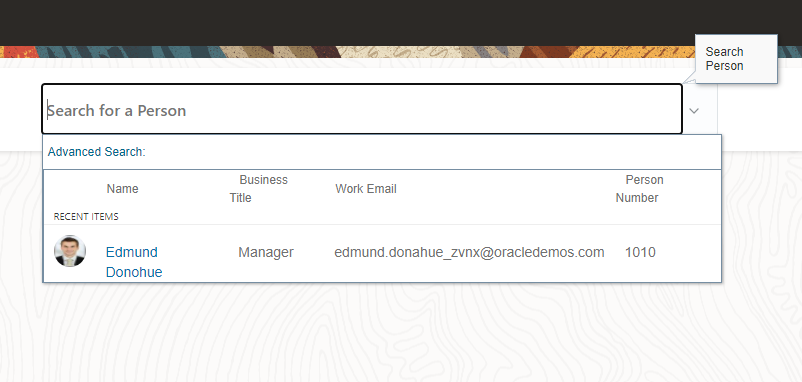 Search
Person
Search for a Person
Advanced Search:
Name Business Title Work Email Person Number
RECENT ITEMS
Edmund Donohue Manager edmund.donahue_zvnx@oracledemos.com 1010